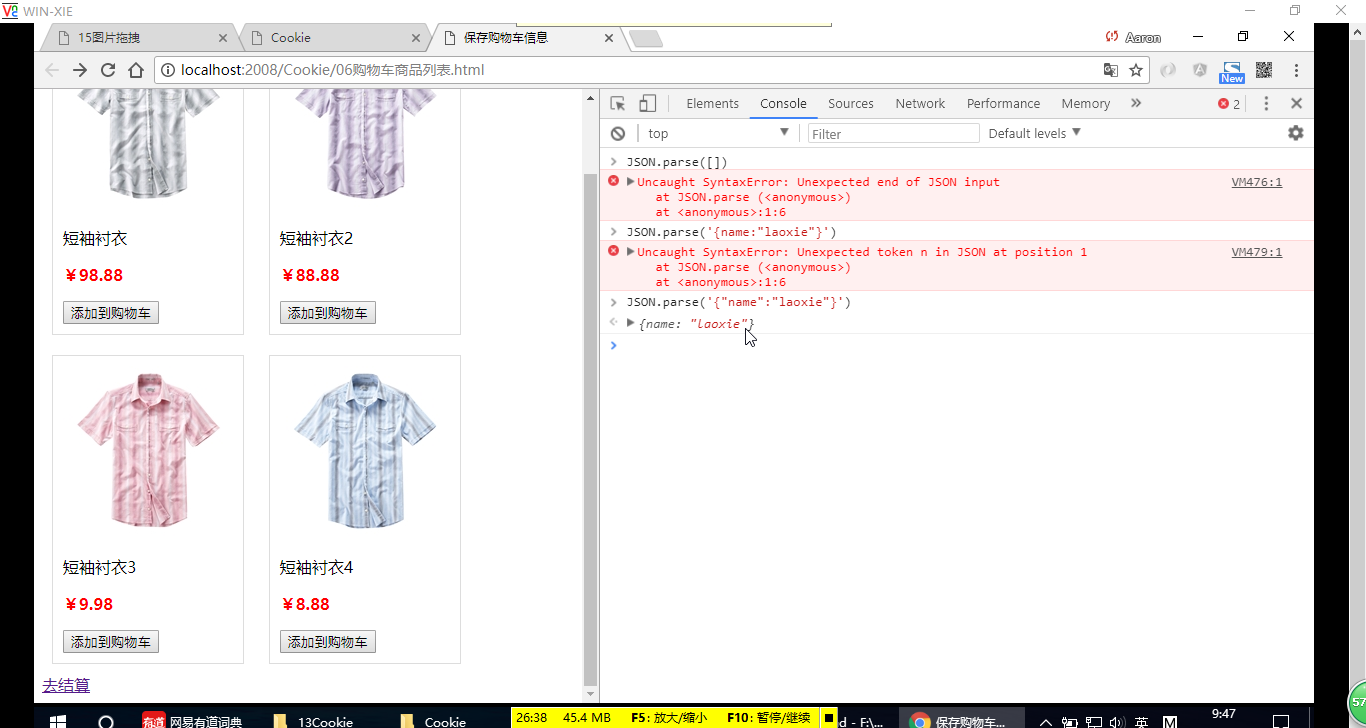 WIN-XIE
15图片拖拽
Cookie
保存购物车信息
Aaron
localhost:2008/Cookie/06购物车商品列表.html
New
短袖衬衣
短袖衬衣2
￥98.88
￥88.88
添加到购物车
添加到购物车
短袖衬衣3
短袖衬衣4
￥9.98
￥8.88
添加到购物车
添加到购物车
去结算
Elements Console Sources Network Performance Memory 2
top Filter Default levels
JSON.parse([])
Uncaught SyntaxError: Unexpected end of JSON input VM476:1
at JSON.parse (<anonymous>)
at <anonymous>:1:6
JSON.parse('{name:"laoxie"}')
Uncaught SyntaxError: Unexpected token n in JSON at position 1 VM479:1
at JSON.parse (<anonymous>)
at <anonymous>:1:6
JSON.parse('{"name":"laoxie"}')
{name: "laoxie"}
57
有道 网易有道词典 13Cookie Cookie 26:38 45.4 MB F5: 放大/缩小 F10: 暂停/继续 d - F:\... 保存购物车... 英 M 9:47